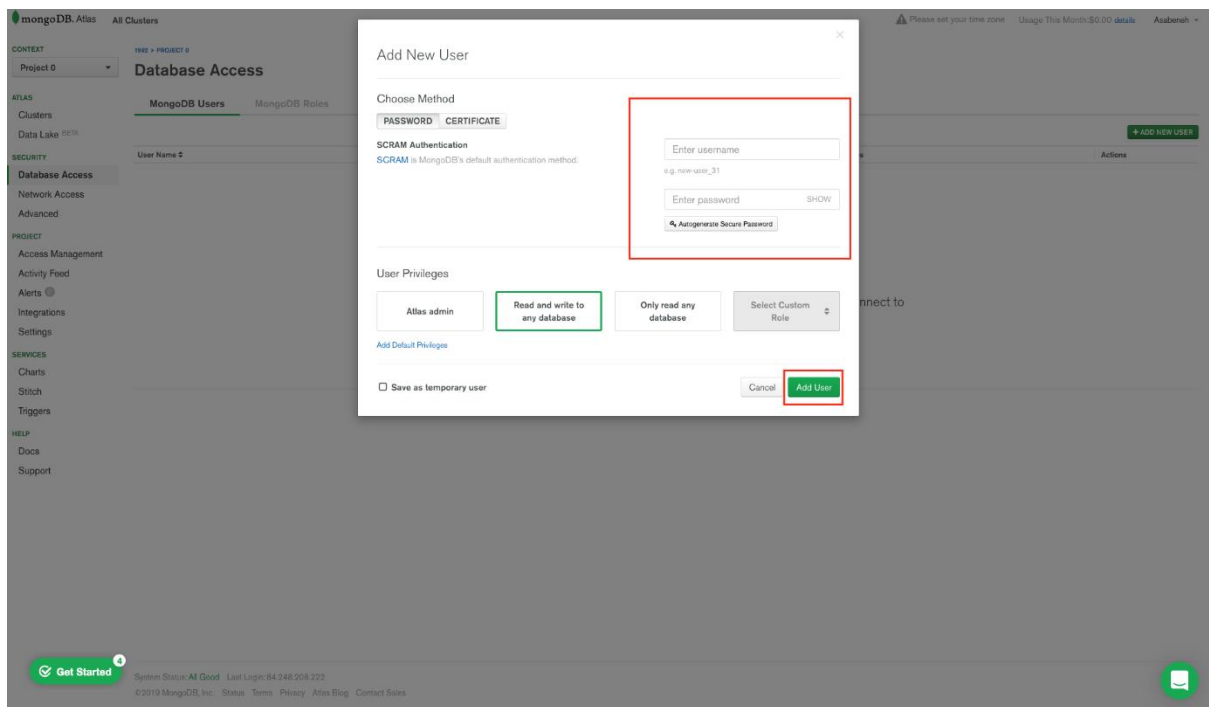 mongoDB. Atlas
All Clusters
Please set your time zone
Usage This Month:$0.00 details
Asabeneh
CONTEXT
Project 0
ATLAS
Clusters
Data Lake BETA
SECURITY
Database Access
Network Access
Advanced
PROJECT
Access Management
Activity Feed
Alerts
Integrations
Settings
SERVICES
Charts
Stitch
Triggers
HELP
Docs
Support
> PROJECT 0
Database Access
MongoDB Users MongoDB Roles
+ ADD NEW USER
User Name
Actions
nnect to
Add New User
Choose Method
PASSWORD CERTIFICATE
SCRAM Authentication
SCRAM is MongoDB's default authentication method.
Enter username
e.g. new-user_31
Enter password SHOW
Autogenerate Secure Password
User Privileges
Atlas admin
Read and write to
any database
Only read any
database
Select Custom
Role
Add Default Privileges
Save as temporary user
Cancel
Add User
Get Started
4
System Status: All Good Last Login: 84.248.208.222
©2019 MongoDB, Inc. Status Terms Privacy Atlas Blog Contact Sales